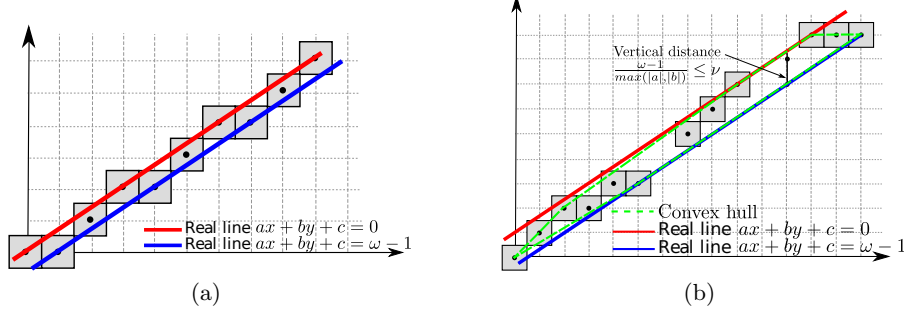 Real line ax + by + c = 0
Real line ax + by + c = ω − 1
(a)
Vertical distance
ω−1
max(|a|,|b|) ≤ ν
Convex hull
Real line ax + by + c = 0
Real line ax + by + c = ω − 1
(b)